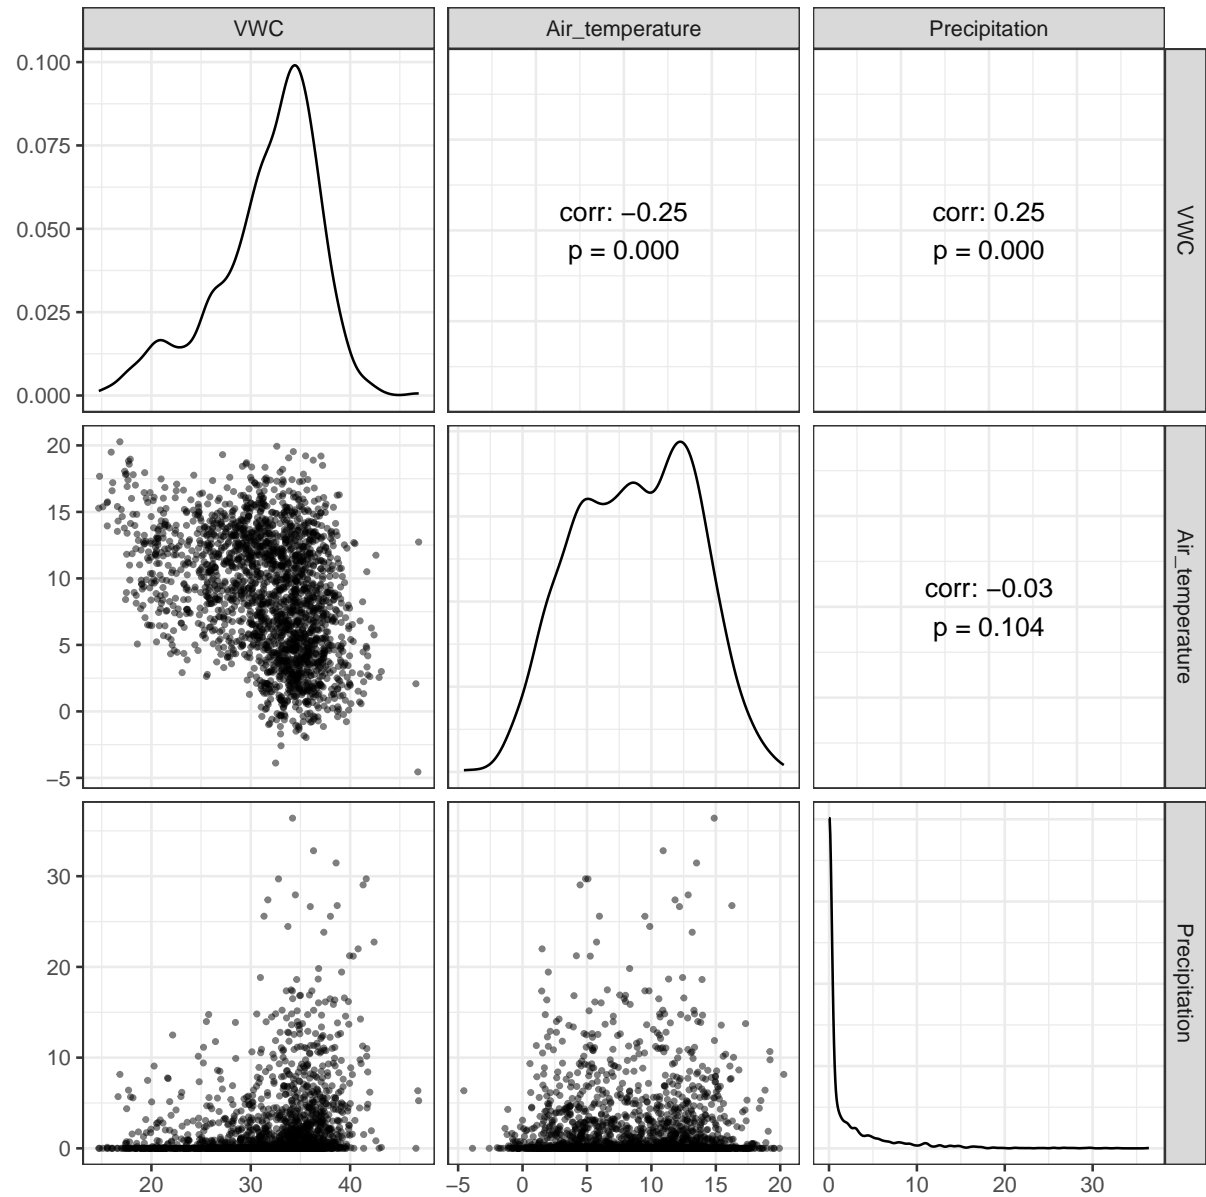 VWC
Air_temperature
Precipitation
0.100
0.075
0.050
0.025
0.000
corr: −0.25
p = 0.000
corr: 0.25
p = 0.000
VWC
20
15
10
5
0
−5
corr: −0.03
p = 0.104
Air_temperature
30
20
10
0
Precipitation
20 30 40
−5 0 5 10 15 20
0 10 20 30